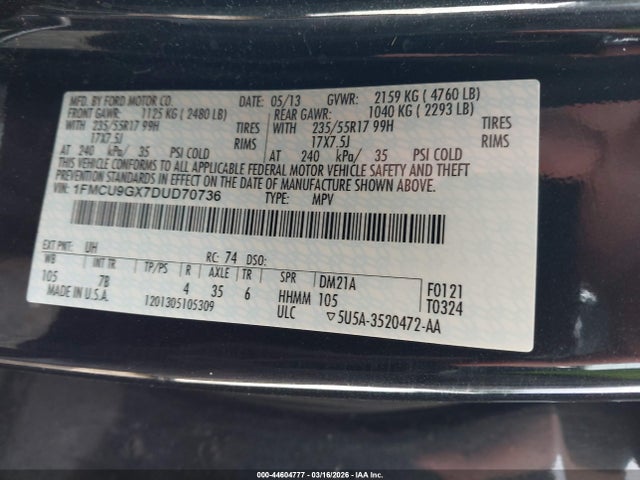 MFD. BY FORD MOTOR CO. DATE: 05/13 GVWR: 2159 KG ( 4760 LB)
FRONT GAWR: 1125 KG ( 2480 LB) REAR GAWR: 1040 KG ( 2293 LB)
WITH 235/55R17 99H TIRES WITH 235/55R17 99H TIRES
17X7.5J RIMS 17X7.5J RIMS
AT 240 kPa/ 35 PSI COLD AT 240 kPa/ 35 PSI COLD
THIS VEHICLE CONFORMS TO ALL APPLICABLE FEDERAL MOTOR VEHICLE SAFETY AND THEFT
PREVENTION STANDARDS IN EFFECT ON THE DATE OF MANUFACTURE SHOWN ABOVE.
VIN: 1FMCU9GX7DUD70736 TYPE: MPV
EXT PNT: UH RC: 74 DSO:
WB INT TR TP/PS R AXLE TR SPR DM21A F0121
105 7B 4 35 6 HHMM 105 T0324
MADE IN U.S.A. 1201305105309 ULC ▽5U5A-3520472-AA
000-44604777 - 03/16/2026 - IAA Inc.